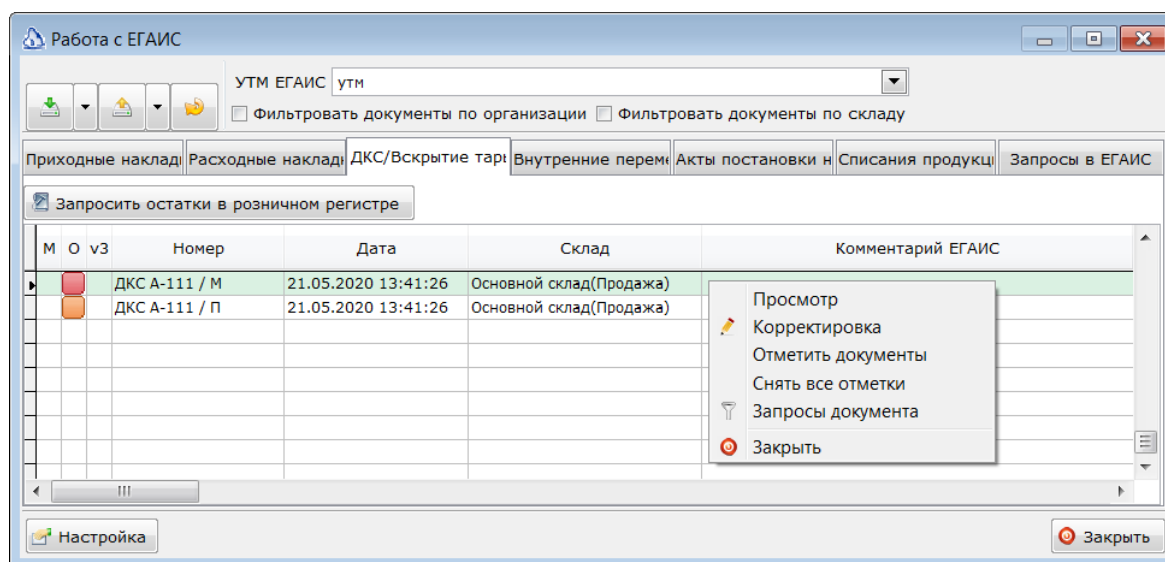 Работа с ЕГАИС
УТМ ЕГАИС утм
Фильтровать документы по организации Фильтровать документы по складу
Приходные наклад Расходные наклад ДКС/Вскрытие тары Внутренние переме Акты постановки н Списания продукц Запросы в ЕГАИС
Запросить остатки в розничном регистре
М О v3 Номер Дата Склад Комментарий ЕГАИС
ДКС А-111 / М 21.05.2020 13:41:26 Основной склад(Продажа)
ДКС А-111 / П 21.05.2020 13:41:26 Основной склад(Продажа)
Просмотр
Корректировка
Отметить документы
Снять все отметки
Запросы документа
Закрыть
Настройка Закрыть